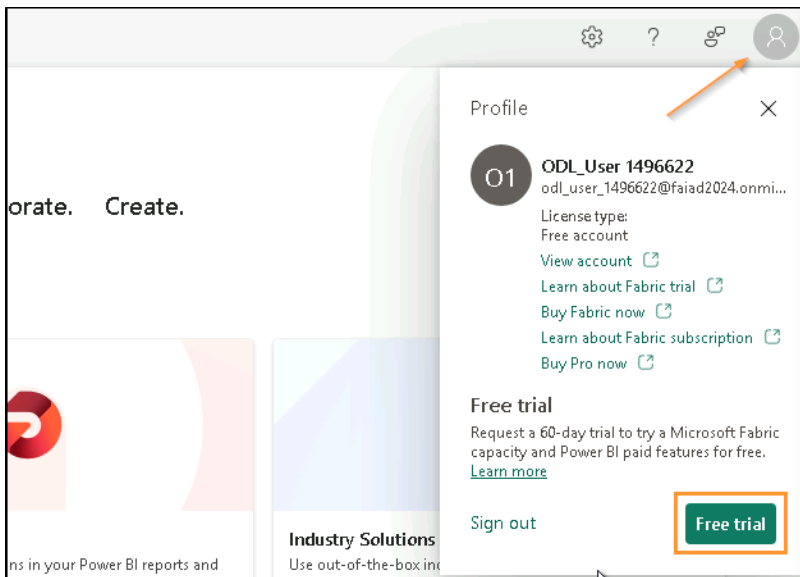 ?
Profile
O1
ODL_User 1496622
odl_user_1496622@faiad2024.onmi...
License type:
Free account
View account
Learn about Fabric trial
Buy Fabric now
Learn about Fabric subscription
Buy Pro now
orate. Create.
Free trial
Request a 60-day trial to try a Microsoft Fabric
capacity and Power BI paid features for free.
Learn more
Sign out
Free trial
Industry Solutions
ns in your Power BI reports and
Use out-of-the-box ind